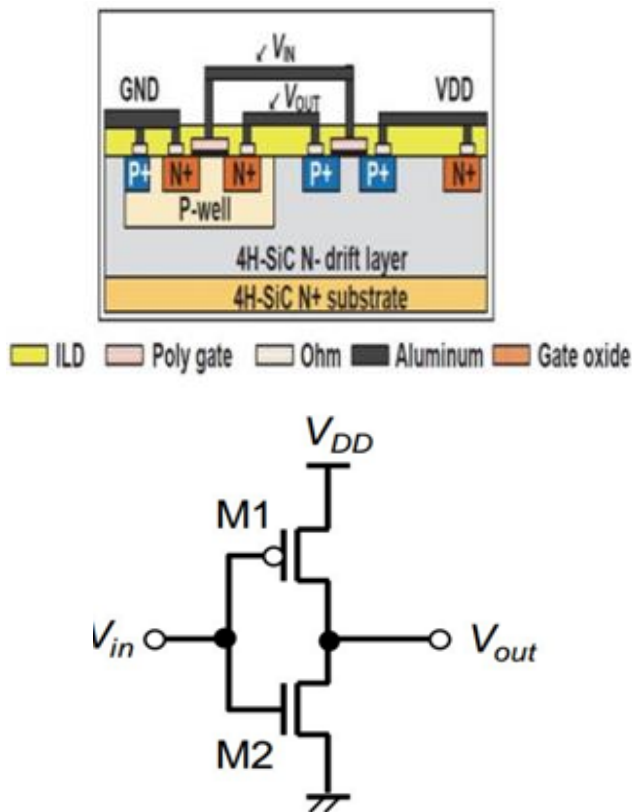 V_IN
GND V_OUT VDD
P+ N+ N+ P+ P+ N+
P-well
4H-SiC N- drift layer
4H-SiC N+ substrate
ILD Poly gate Ohm Aluminum Gate oxide
V_DD
M1
V_in V_out
M2